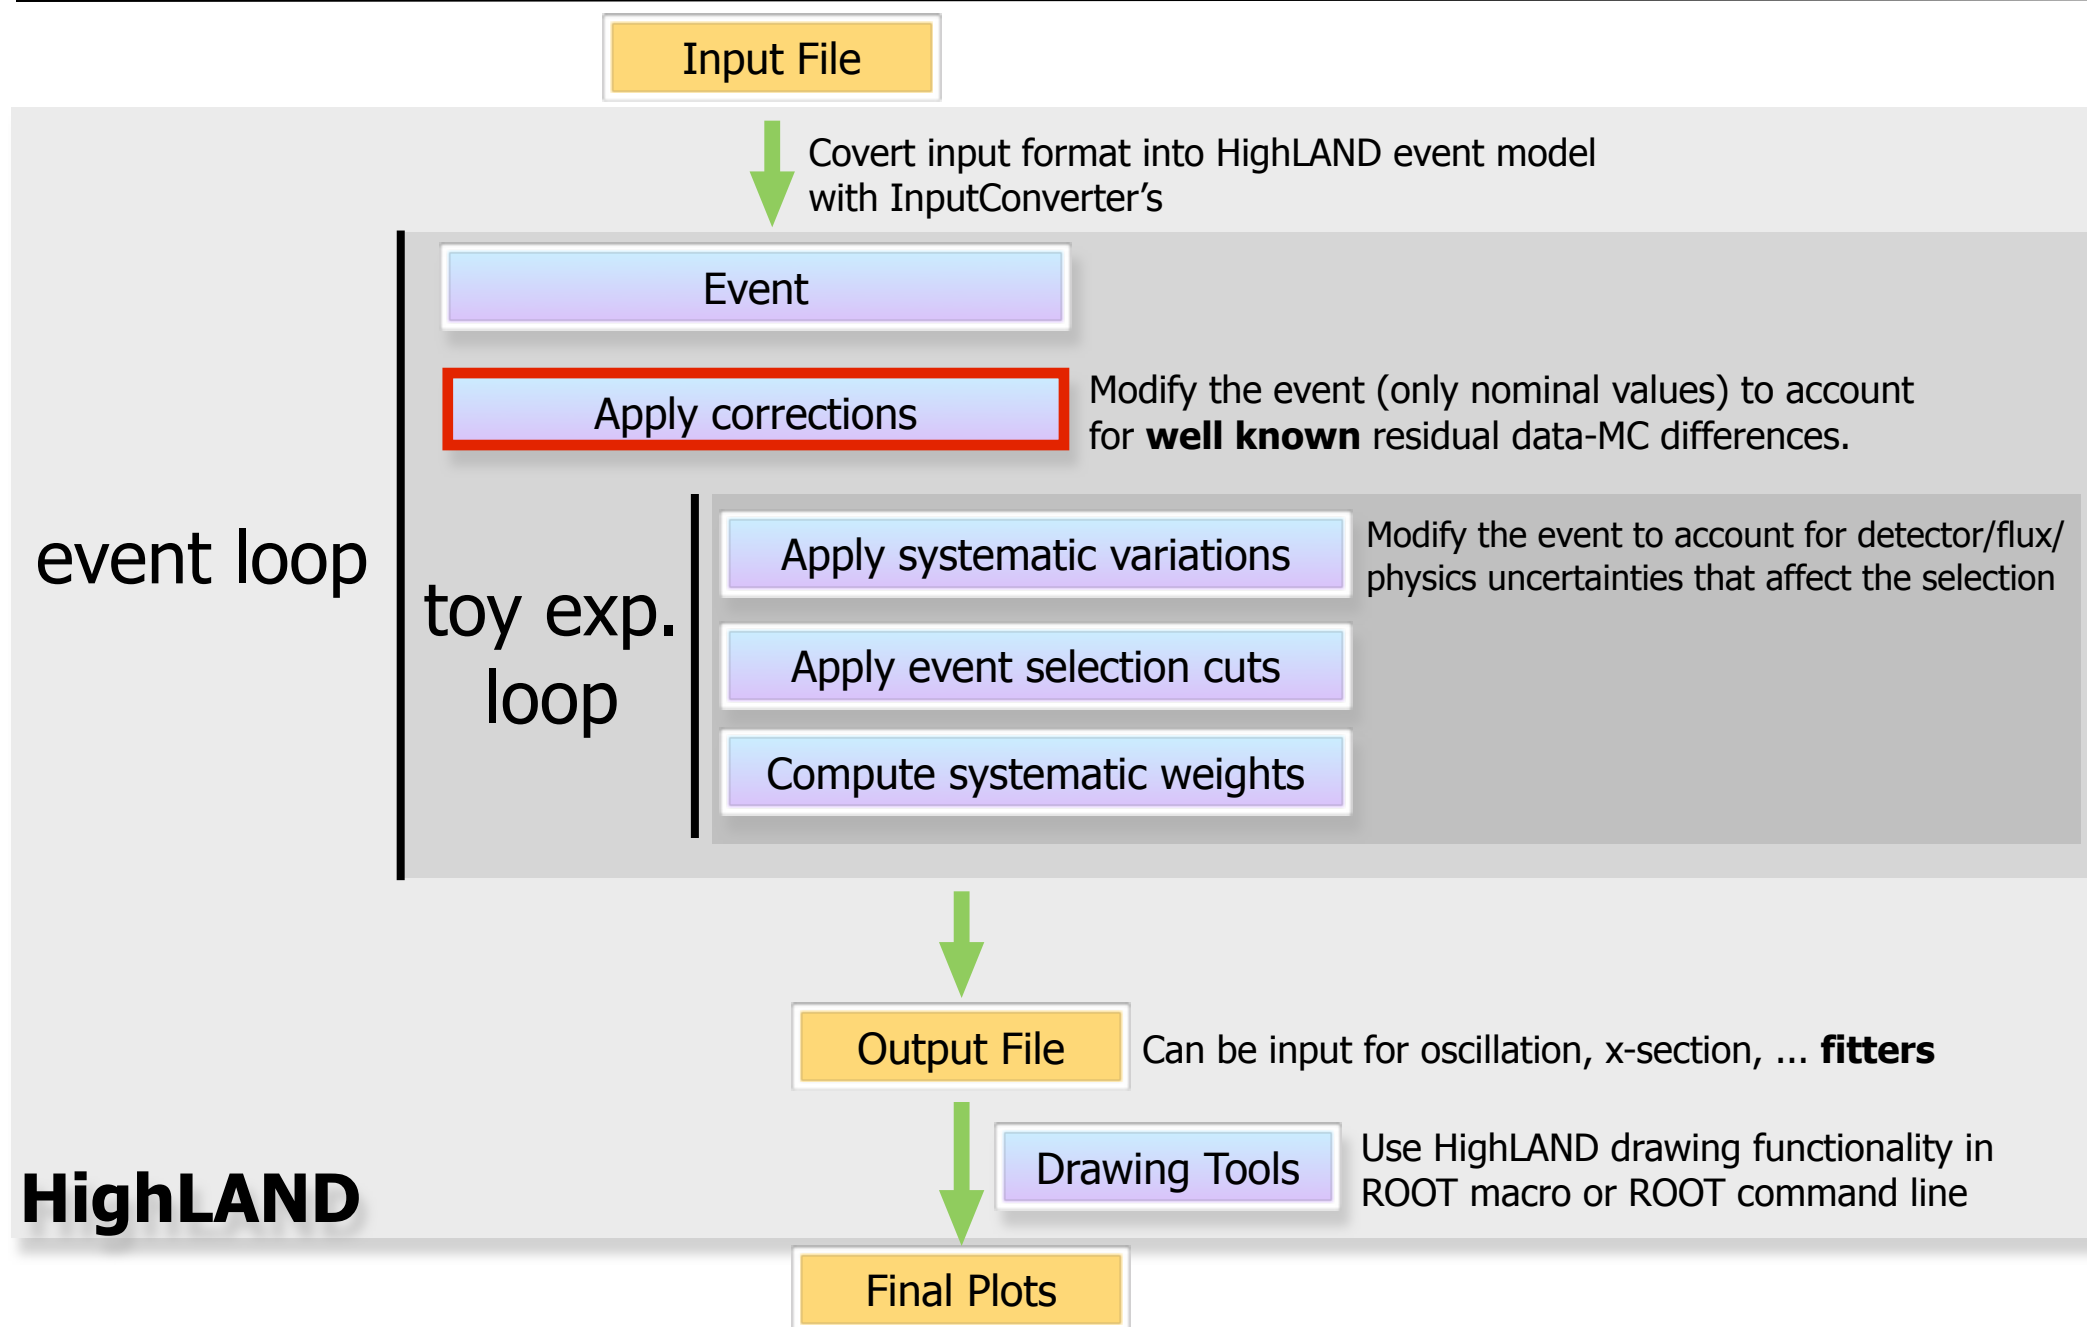 Input File
Covert input format into HighLAND event model
with InputConverter’s
Event
Apply corrections
Modify the event (only nominal values) to account
for well known residual data-MC differences.
event loop
toy exp.
loop
Apply systematic variations
Modify the event to account for detector/flux/
physics uncertainties that affect the selection
Apply event selection cuts
Compute systematic weights
Output File
Can be input for oscillation, x-section, ... fitters
Drawing Tools
Use HighLAND drawing functionality in
ROOT macro or ROOT command line
HighLAND
Final Plots